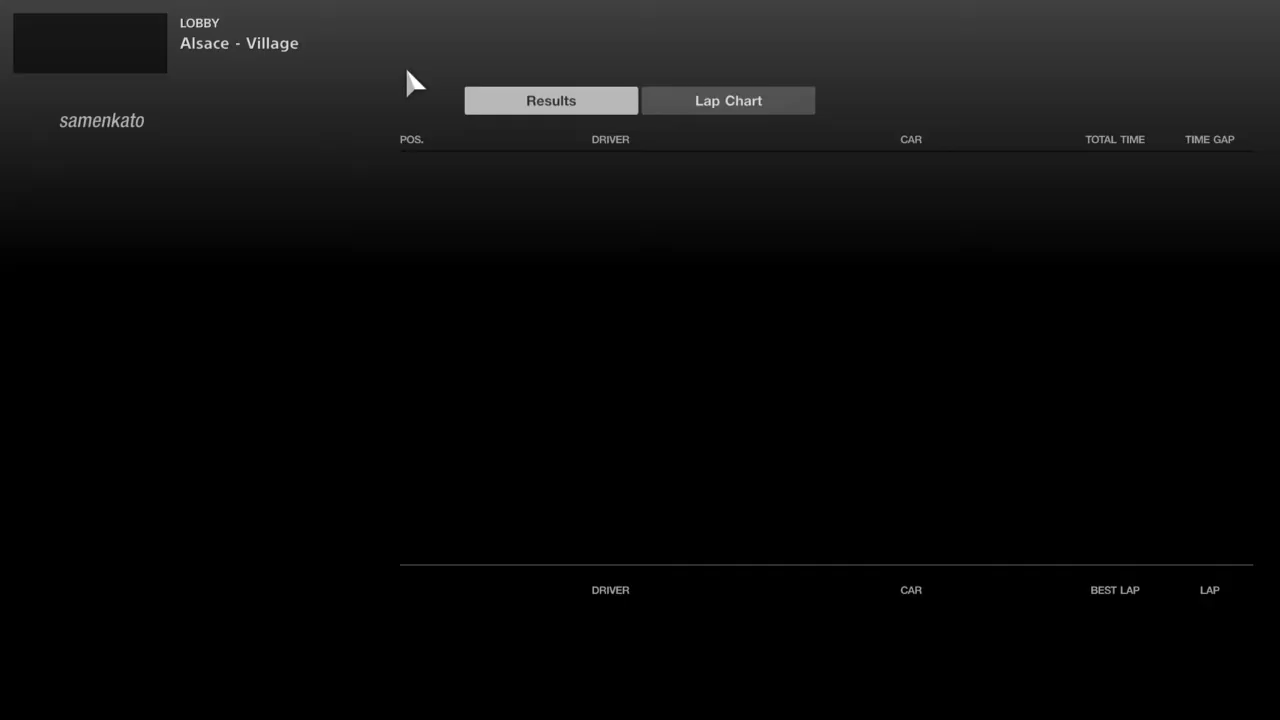 LOBBY
Alsace - Village
samenkato
Results Lap Chart
POS. DRIVER CAR TOTAL TIME TIME GAP
DRIVER CAR BEST LAP LAP